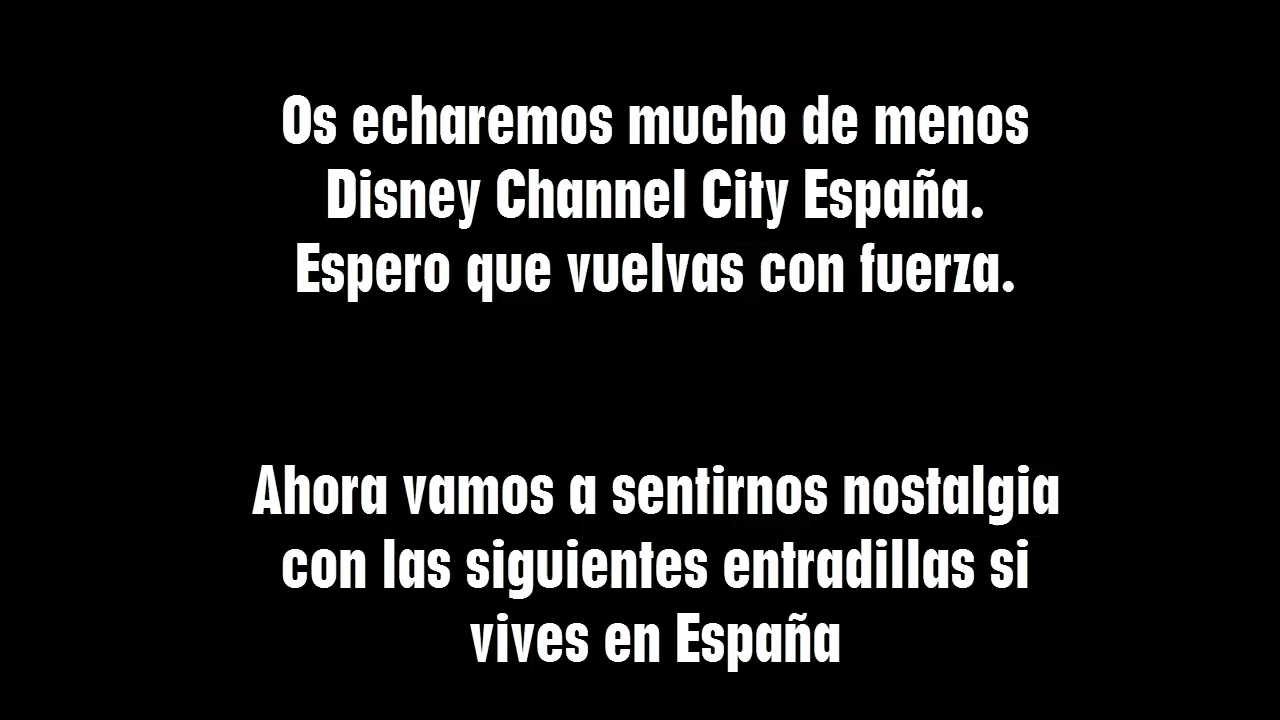 Os echaremos mucho de menos
Disney Channel City España.
Espero que vuelvas con fuerza.
Ahora vamos a sentirnos nostalgia
con las siguientes entradillas si
vives en España